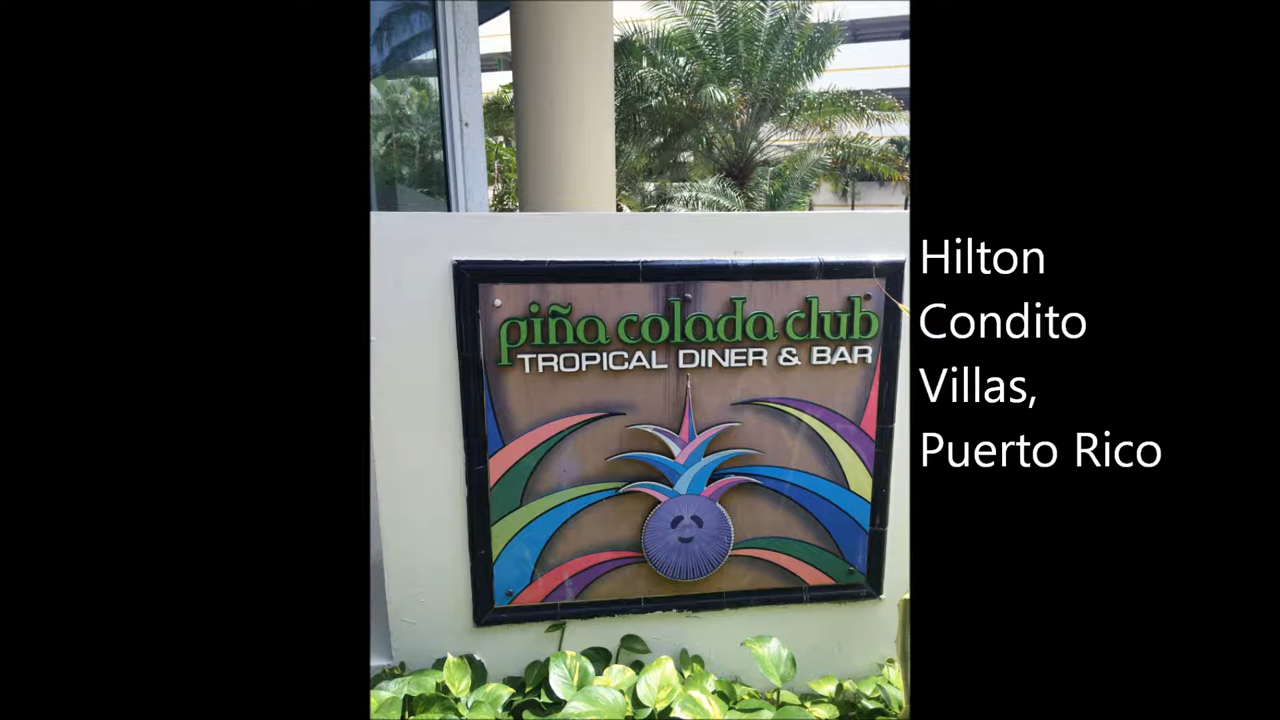 piña colada club
TROPICAL DINER & BAR
Hilton
Condito
Villas,
Puerto Rico